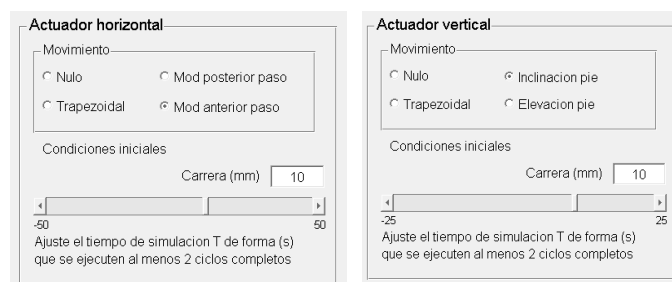 Actuador horizontal
Movimiento
Nulo
Mod posterior paso
Trapezoidal
Mod anterior paso
Condiciones iniciales
Carrera (mm) 10
-50 50
Ajuste el tiempo de simulacion T de forma (s)
que se ejecuten al menos 2 ciclos completos
Actuador vertical
Movimiento
Nulo
Inclinacion pie
Trapezoidal
Elevacion pie
Condiciones iniciales
Carrera (mm) 10
-25 25
Ajuste el tiempo de simulacion T de forma (s)
que se ejecuten al menos 2 ciclos completos